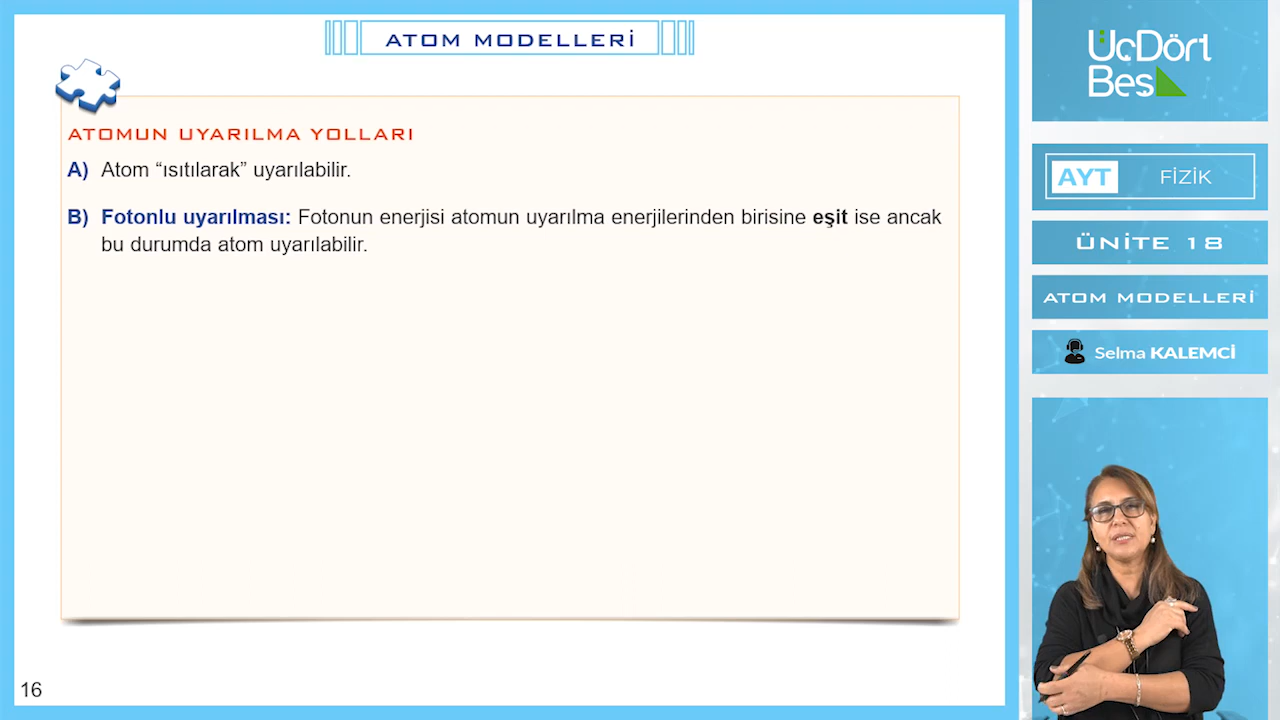 ATOM MODELLERİ
ATOMUN UYARILMA YOLLARI
A) Atom “ısıtılarak” uyarılabilir.
B) Fotonlu uyarılması: Fotonun enerjisi atomun uyarılma enerjilerinden birisine eşit ise ancak
bu durumda atom uyarılabilir.
16
ÜçDört
Beş
AYT FİZİK
ÜNİTE 18
ATOM MODELLERİ
Selma KALEMCİ